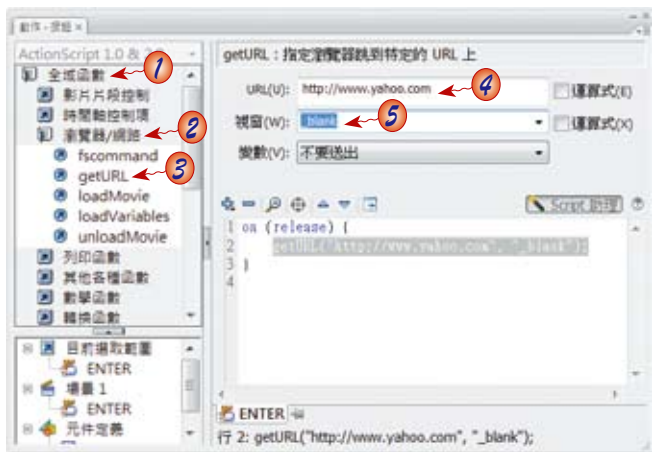 動作 - 按鈕 ×
ActionScript 1.0 &
全域函數
1
影片片段控制
時間軸控制項
瀏覽器/網路
2
fscommand
getURL
3
loadMovie
loadVariables
unloadMovie
列印函數
其他各種函數
數學函數
轉換函數
目前選取範圍
ENTER
場景 1
ENTER
元件定義
getURL:指定瀏覽器跳到特定的 URL 上
URL(U): http://www.yahoo.com
4
運算式(E)
視窗(W): _blank
5
運算式(X)
變數(V): 不要送出
Script 助理
1 on (release) {
2 getURL("http://www.yahoo.com", "_blank");
3 }
4
ENTER
行 2: getURL("http://www.yahoo.com", "_blank");